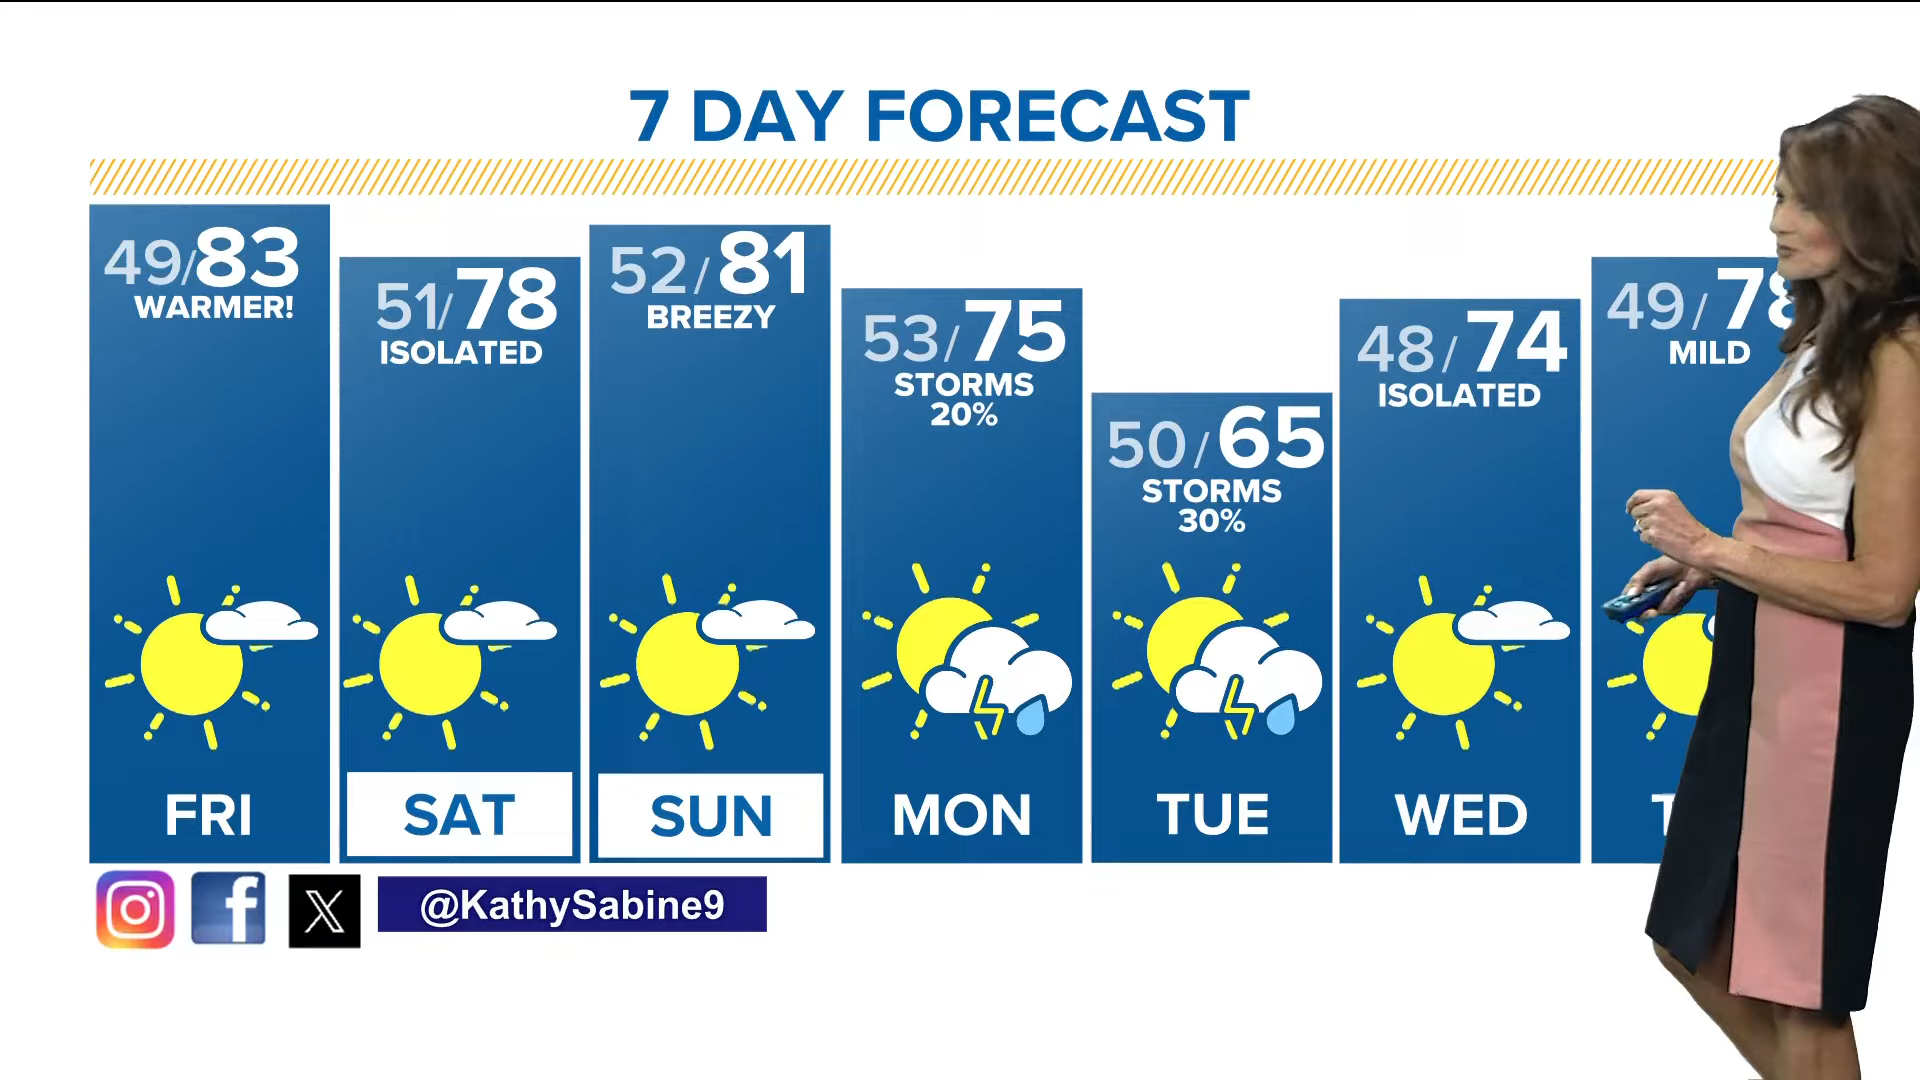 7 DAY FORECAST
49/83
WARMER!
51/78
ISOLATED
52/81
BREEZY
53/75
STORMS
20%
50/65
STORMS
30%
48/74
ISOLATED
49/78
MILD
FRI
SAT
SUN
MON
TUE
WED
@KathySabine9